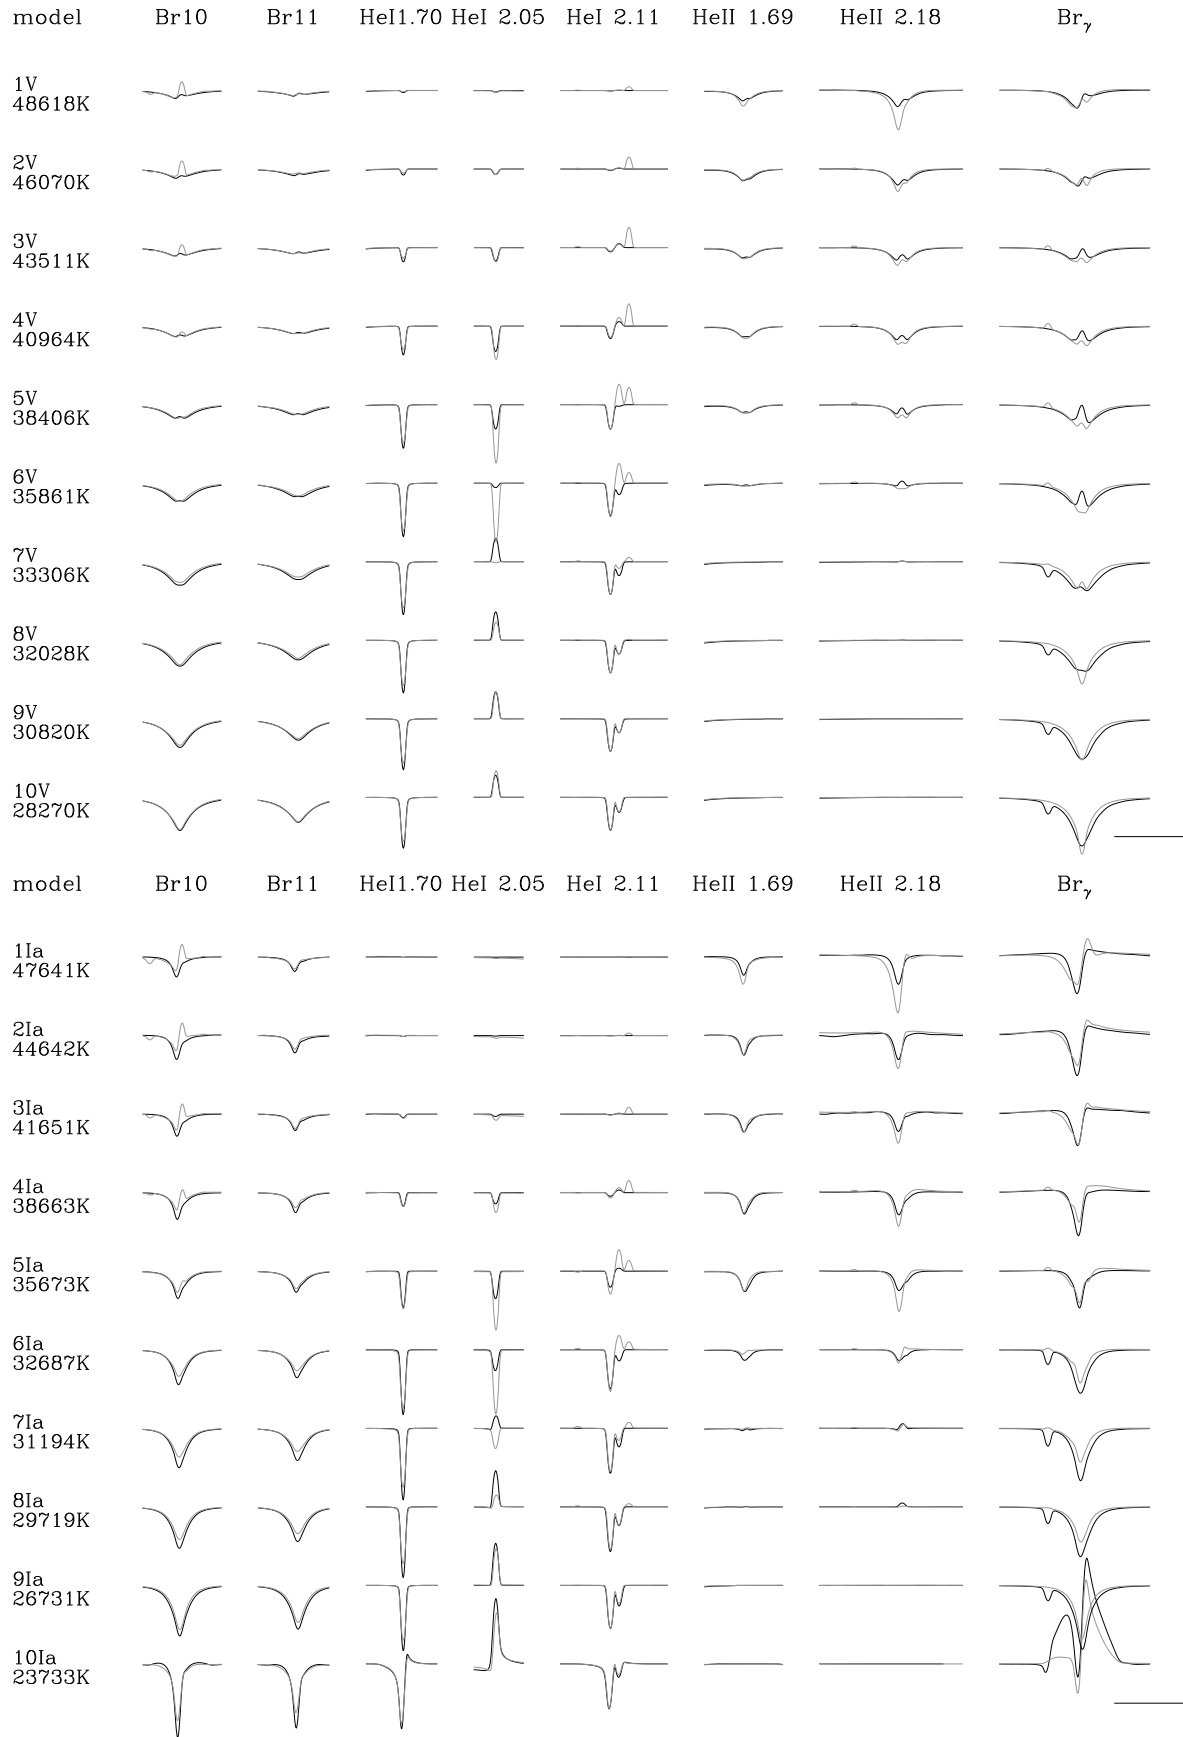 model Br10 Br11 HeI1.70 HeI 2.05 HeI 2.11 HeII 1.69 HeII 2.18 Brγ
1V
48618K
2V
46070K
3V
43511K
4V
40964K
5V
38406K
6V
35861K
7V
33306K
8V
32028K
9V
30820K
10V
28270K
model Br10 Br11 HeI1.70 HeI 2.05 HeI 2.11 HeII 1.69 HeII 2.18 Brγ
1Ia
47641K
2Ia
44642K
3Ia
41651K
4Ia
38663K
5Ia
35673K
6Ia
32687K
7Ia
31194K
8Ia
29719K
9Ia
26731K
10Ia
23733K